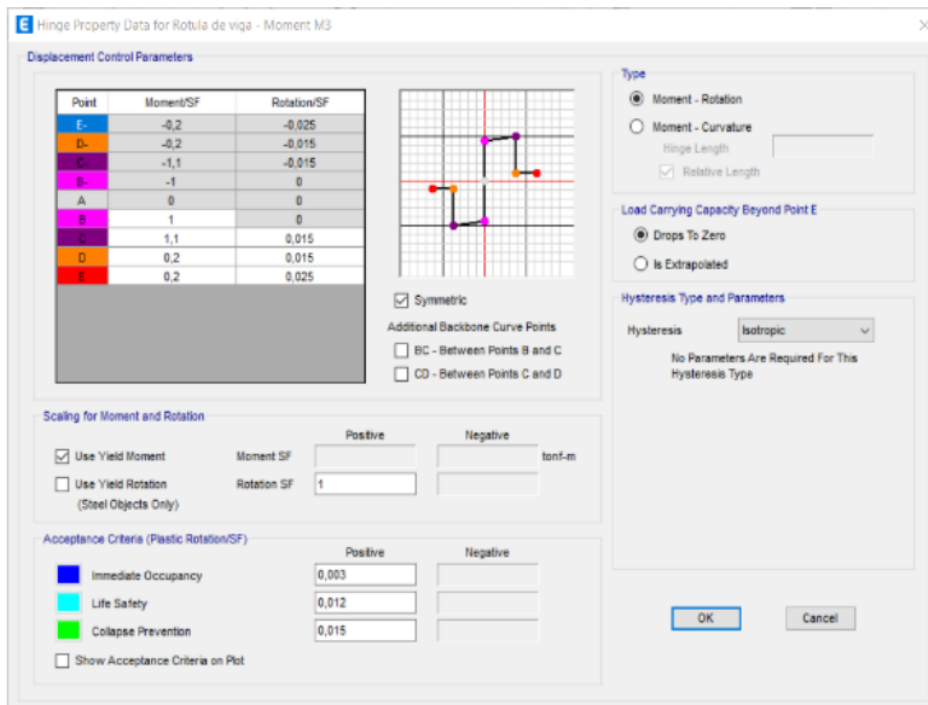 E Hinge Property Data for Rotula de viga - Moment M3
Displacement Control Parameters
Point Moment/SF Rotation/SF
E- -0,2 -0,025
D- -0,2 -0,015
C- -1,1 -0,015
B- -1 0
A 0 0
B 1 0
C 1,1 0,015
D 0,2 0,015
E 0,2 0,025
Symmetric
Additional Backbone Curve Points
BC - Between Points B and C
CD - Between Points C and D
Type
Moment - Rotation
Moment - Curvature
Hinge Length
Relative Length
Load Carrying Capacity Beyond Point E
Drops To Zero
Is Extrapolated
Hysteresis Type and Parameters
Hysteresis Isotropic
No Parameters Are Required For This
Hysteresis Type
Scaling for Moment and Rotation
Positive Negative
Use Yield Moment Moment SF tonf-m
Use Yield Rotation Rotation SF 1
(Steel Objects Only)
Acceptance Criteria (Plastic Rotation/SF)
Positive Negative
Immediate Occupancy 0,003
Life Safety 0,012
Collapse Prevention 0,015
Show Acceptance Criteria on Plot
OK Cancel